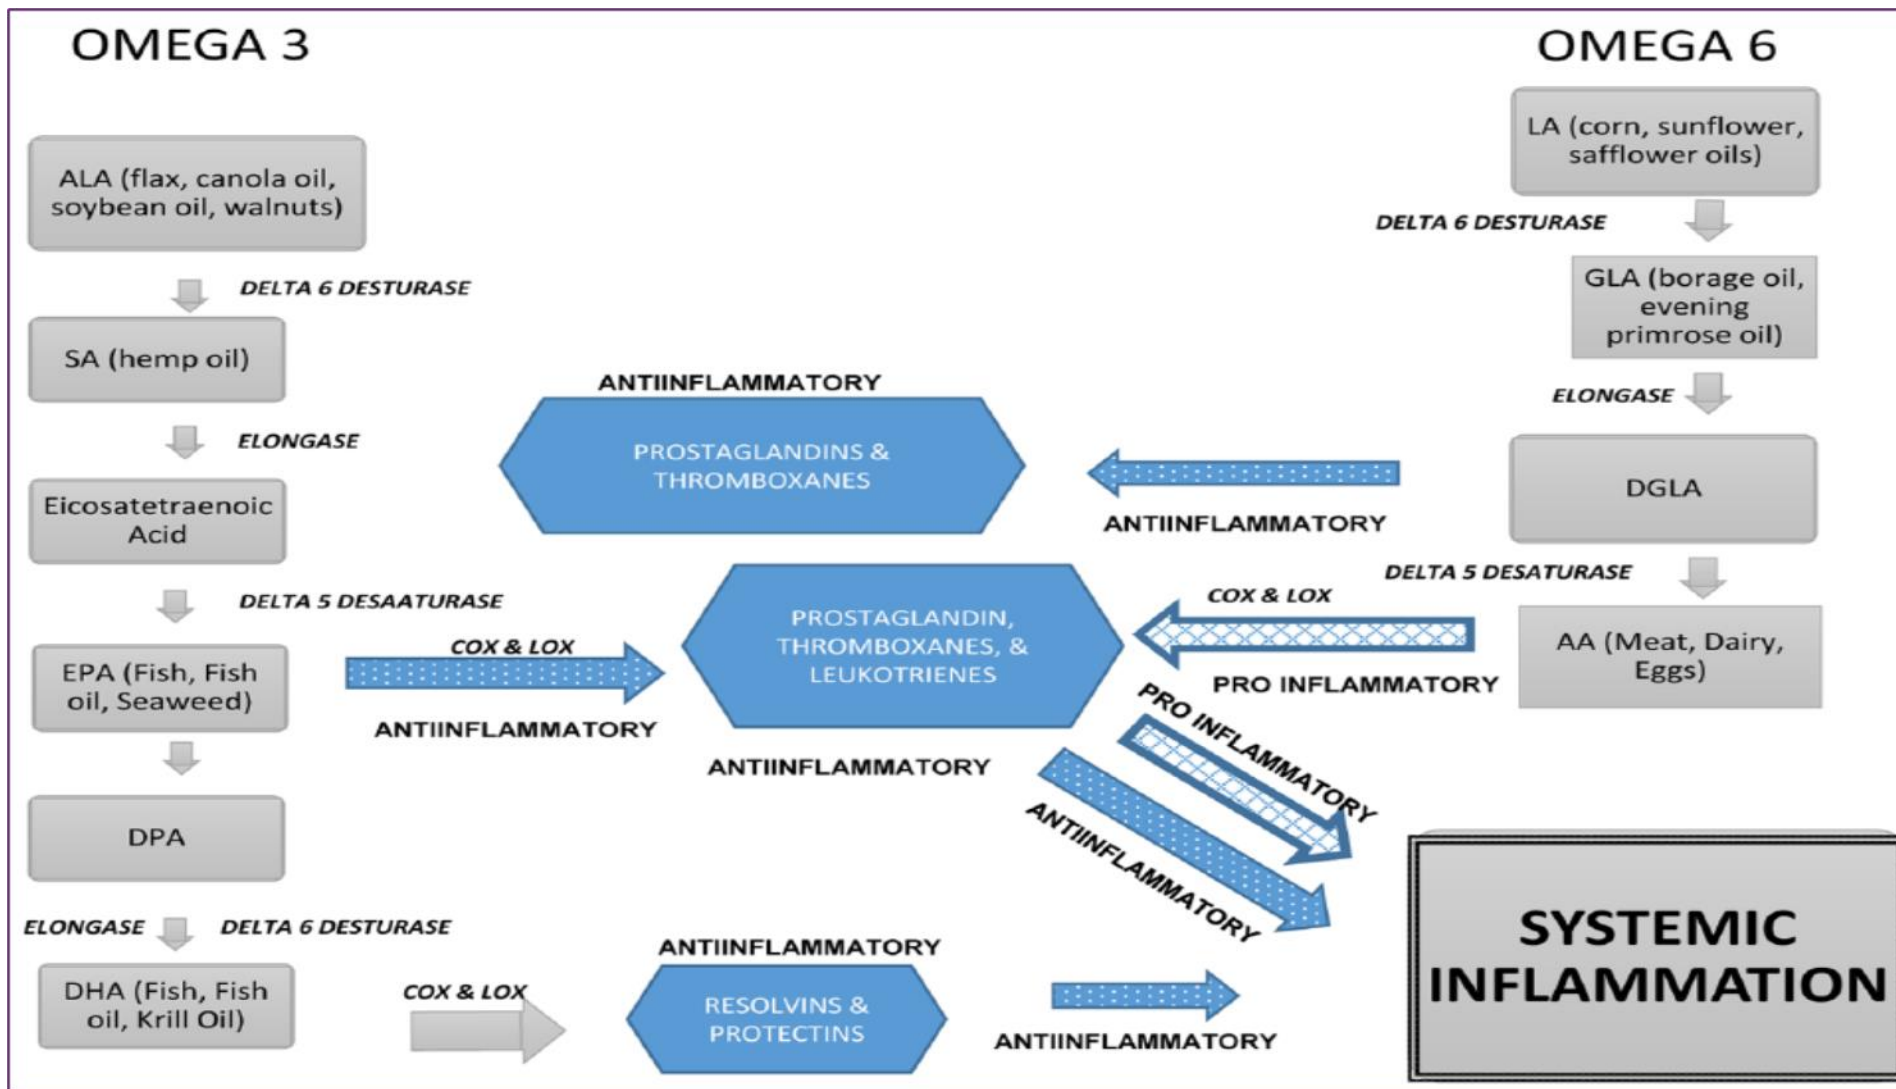 OMEGA 3
ALA (flax, canola oil,
soybean oil, walnuts)
DELTA 6 DESTURASE
SA (hemp oil)
ELONGASE
Eicosatetraenoic
Acid
DELTA 5 DESAATURASE
EPA (Fish, Fish
oil, Seaweed)
DPA
ELONGASE
DELTA 6 DESTURASE
DHA (Fish, Fish
oil, Krill Oil)
COX & LOX
ANTIINFLAMMATORY
COX & LOX
ANTIINFLAMMATORY
PROSTAGLANDINS &
THROMBOXANES
PROSTAGLANDIN,
THROMBOXANES, &
LEUKOTRIENES
ANTIINFLAMMATORY
ANTIINFLAMMATORY
RESOLVINS &
PROTECTINS
ANTIINFLAMMATORY
OMEGA 6
LA (corn, sunflower,
safflower oils)
DELTA 6 DESTURASE
GLA (borage oil,
evening
primrose oil)
ELONGASE
DGLA
ANTIINFLAMMATORY
DELTA 5 DESATURASE
COX & LOX
AA (Meat, Dairy,
Eggs)
PRO INFLAMMATORY
PRO INFLAMMATORY
ANTIINFLAMMATORY
SYSTEMIC
INFLAMMATION